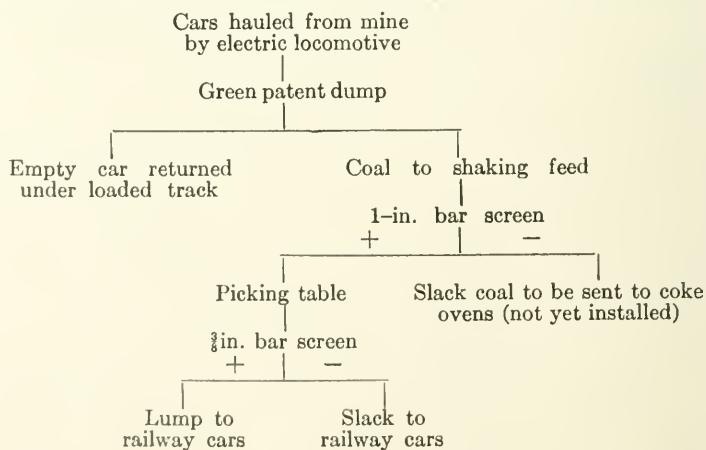 Cars hauled from mine
by electric locomotive
Green patent dump
Empty car returned
under loaded track
Coal to shaking feed
1-in. bar screen
+ −
Picking table
Slack coal to be sent to coke
ovens (not yet installed)
⅜in. bar screen
+ −
Lump to
railway cars
Slack to
railway cars